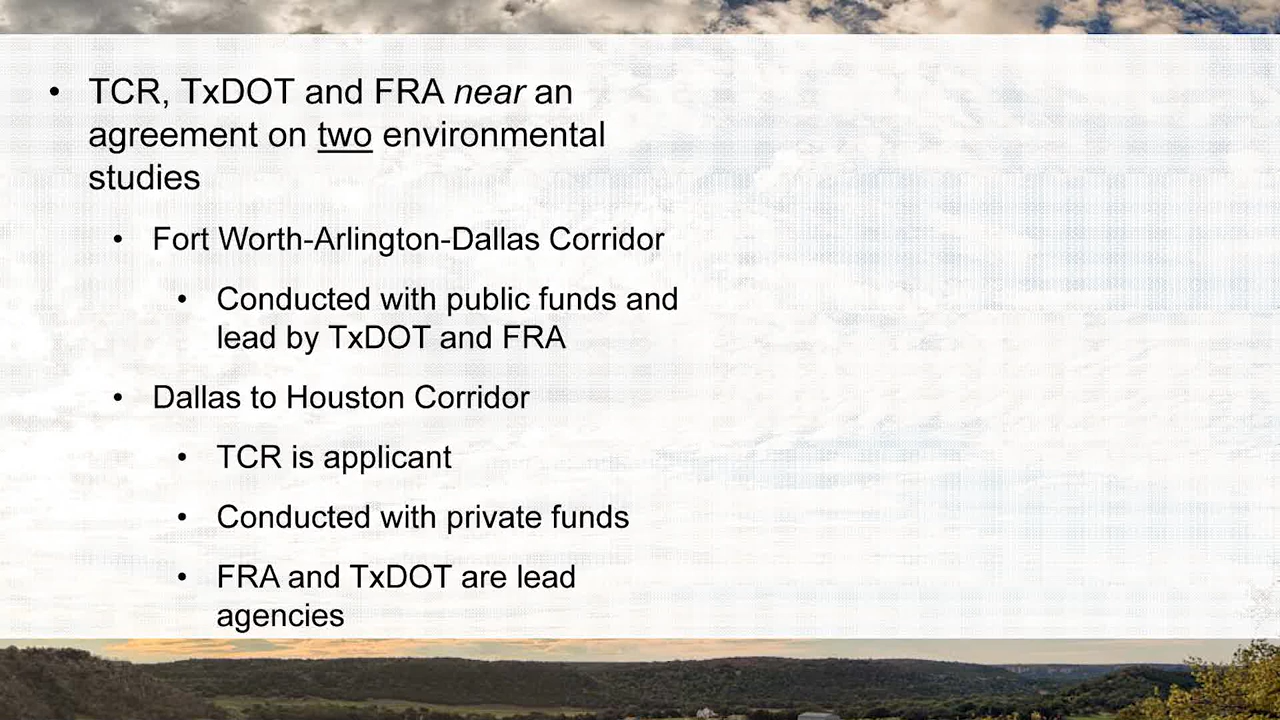 • TCR, TxDOT and FRA near an
agreement on two environmental
studies
• Fort Worth-Arlington-Dallas Corridor
• Conducted with public funds and
lead by TxDOT and FRA
• Dallas to Houston Corridor
• TCR is applicant
• Conducted with private funds
• FRA and TxDOT are lead
agencies